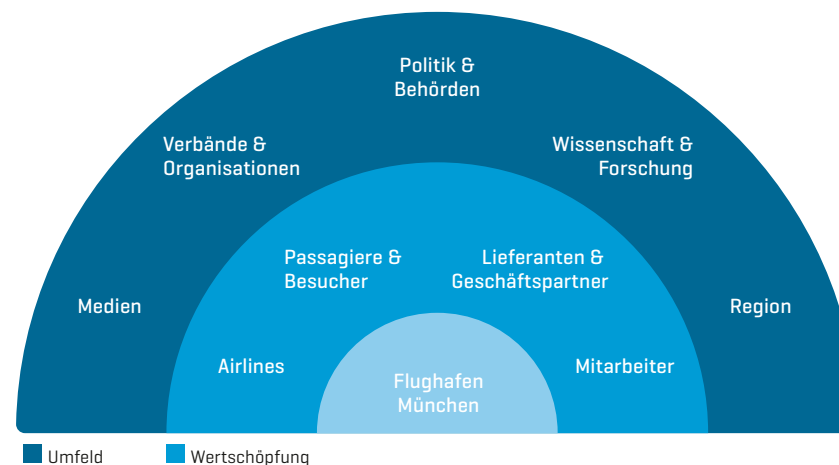 Politik &
Behörden
Verbände &
Organisationen
Wissenschaft &
Forschung
Passagiere &
Besucher
Lieferanten &
Geschäftspartner
Medien
Region
Airlines
Mitarbeiter
Flughafen
München
Umfeld
Wertschöpfung